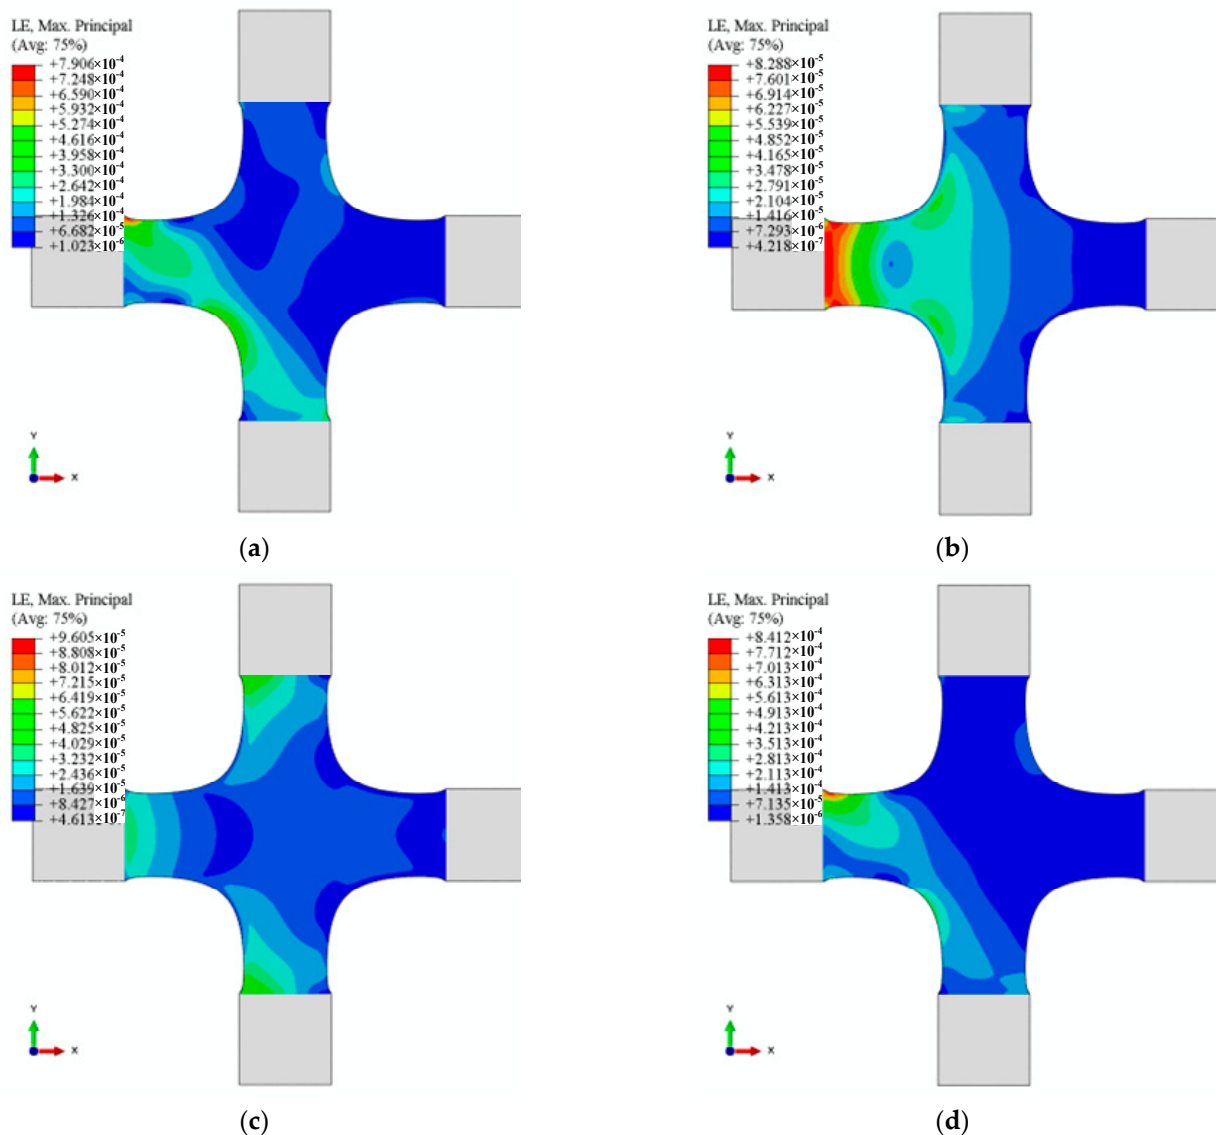 LE, Max. Principal
(Avg: 75%)
+7.906×10-4
+7.248×10-4
+6.590×10-4
+5.932×10-4
+5.274×10-4
+4.616×10-4
+3.958×10-4
+3.300×10-4
+2.642×10-4
+1.984×10-4
+1.326×10-4
+6.682×10-5
+1.023×10-6
Y
X
(a)
LE, Max. Principal
(Avg: 75%)
+8.288×10-5
+7.601×10-5
+6.914×10-5
+6.227×10-5
+5.539×10-5
+4.852×10-5
+4.165×10-5
+3.478×10-5
+2.791×10-5
+2.104×10-5
+1.416×10-5
+7.293×10-6
+4.218×10-7
Y
X
(b)
LE, Max. Principal
(Avg: 75%)
+9.605×10-5
+8.808×10-5
+8.012×10-5
+7.215×10-5
+6.419×10-5
+5.622×10-5
+4.825×10-5
+4.029×10-5
+3.232×10-5
+2.436×10-5
+1.639×10-5
+8.427×10-6
+4.613×10-7
Y
X
(c)
LE, Max. Principal
(Avg: 75%)
+8.412×10-4
+7.712×10-4
+7.013×10-4
+6.313×10-4
+5.613×10-4
+4.913×10-4
+4.213×10-4
+3.513×10-4
+2.813×10-4
+2.113×10-4
+1.413×10-4
+7.135×10-5
+1.358×10-6
Y
X
(d)